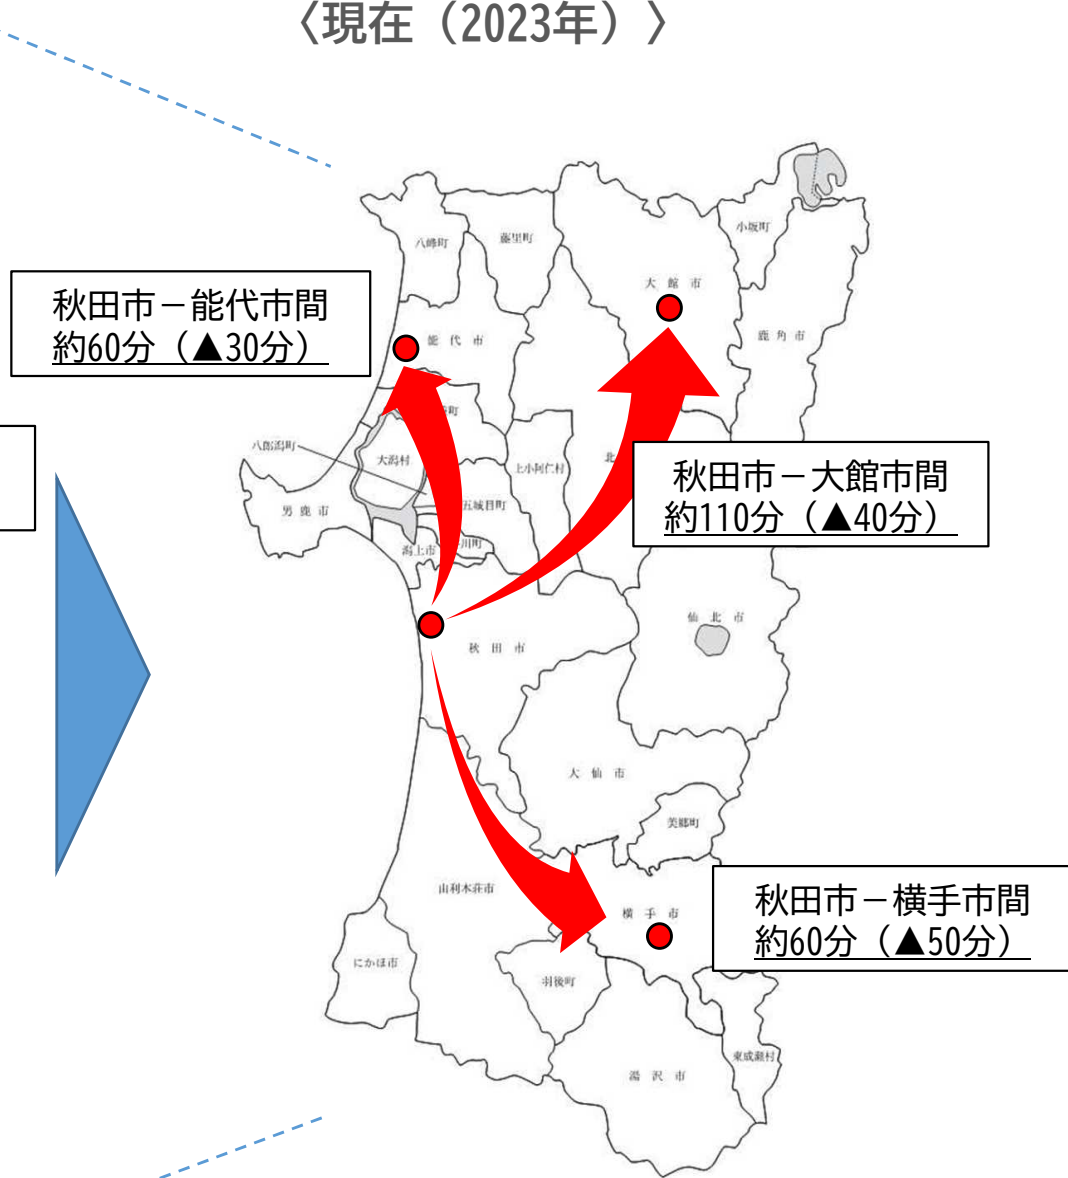 〈現在（2023年）〉
小坂町
八峰町
藤里町
大館市
秋田市－能代市間
約60分（▲30分）
能代市
鹿角市
町
八郎潟町
大潟村
上小阿仁村
北
秋田市－大館市間
約110分（▲40分）
男鹿市
五城目町
潟上市
川町
仙北市
秋田市
大仙市
美郷町
山利本荘市
横手市
秋田市－横手市間
約60分（▲50分）
にかほ市
羽後町
東成瀬村
湯沢市